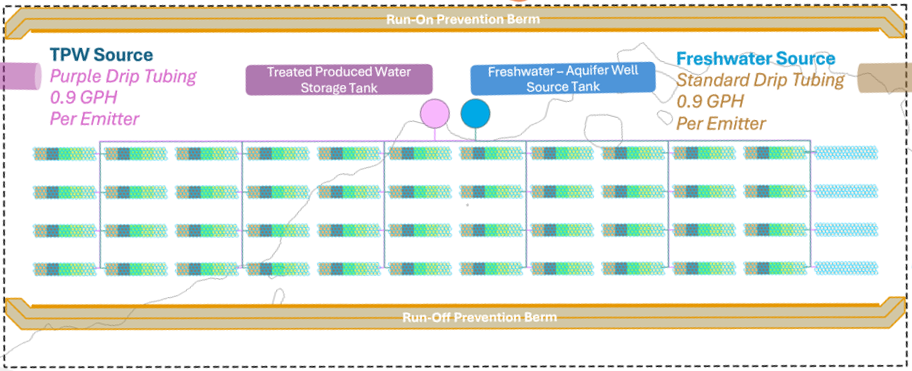 Run-On Prevention Berm
TPW Source
Purple Drip Tubing
0.9 GPH
Per Emitter
Treated Produced Water
Storage Tank
Freshwater – Aquifer Well
Source Tank
Freshwater Source
Standard Drip Tubing
0.9 GPH
Per Emitter
Run-Off Prevention Berm